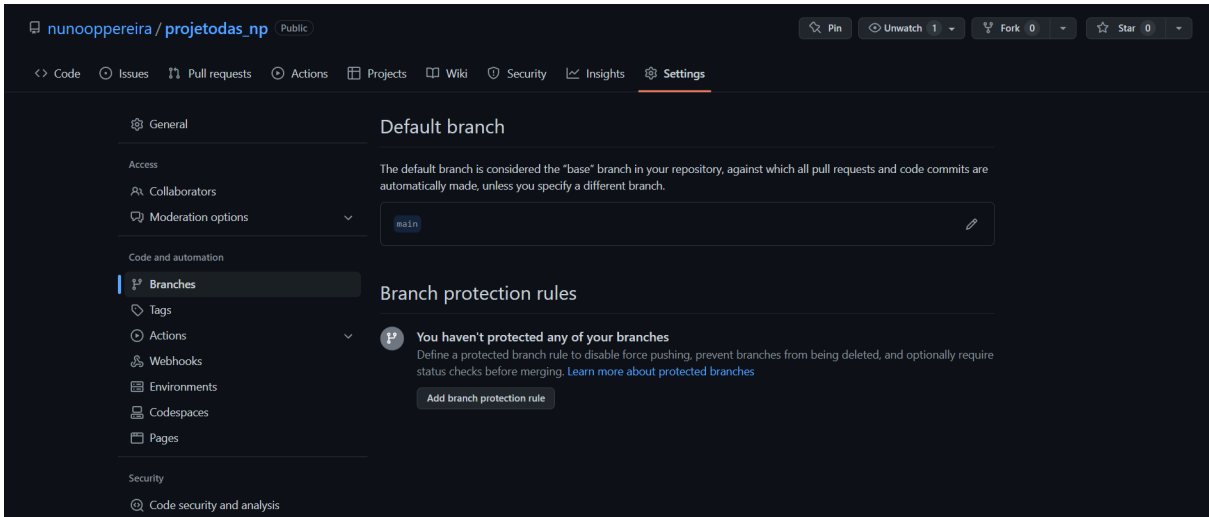 nunooppereira / projetodas_np Public
Pin Unwatch 1 Fork 0 Star 0
Code Issues Pull requests Actions Projects Wiki Security Insights Settings
General
Access
Collaborators
Moderation options
Code and automation
Branches
Tags
Actions
Webhooks
Environments
Codespaces
Pages
Security
Code security and analysis
Default branch
The default branch is considered the “base” branch in your repository, against which all pull requests and code commits are
automatically made, unless you specify a different branch.
main
Branch protection rules
You haven't protected any of your branches
Define a protected branch rule to disable force pushing, prevent branches from being deleted, and optionally require
status checks before merging. Learn more about protected branches
Add branch protection rule